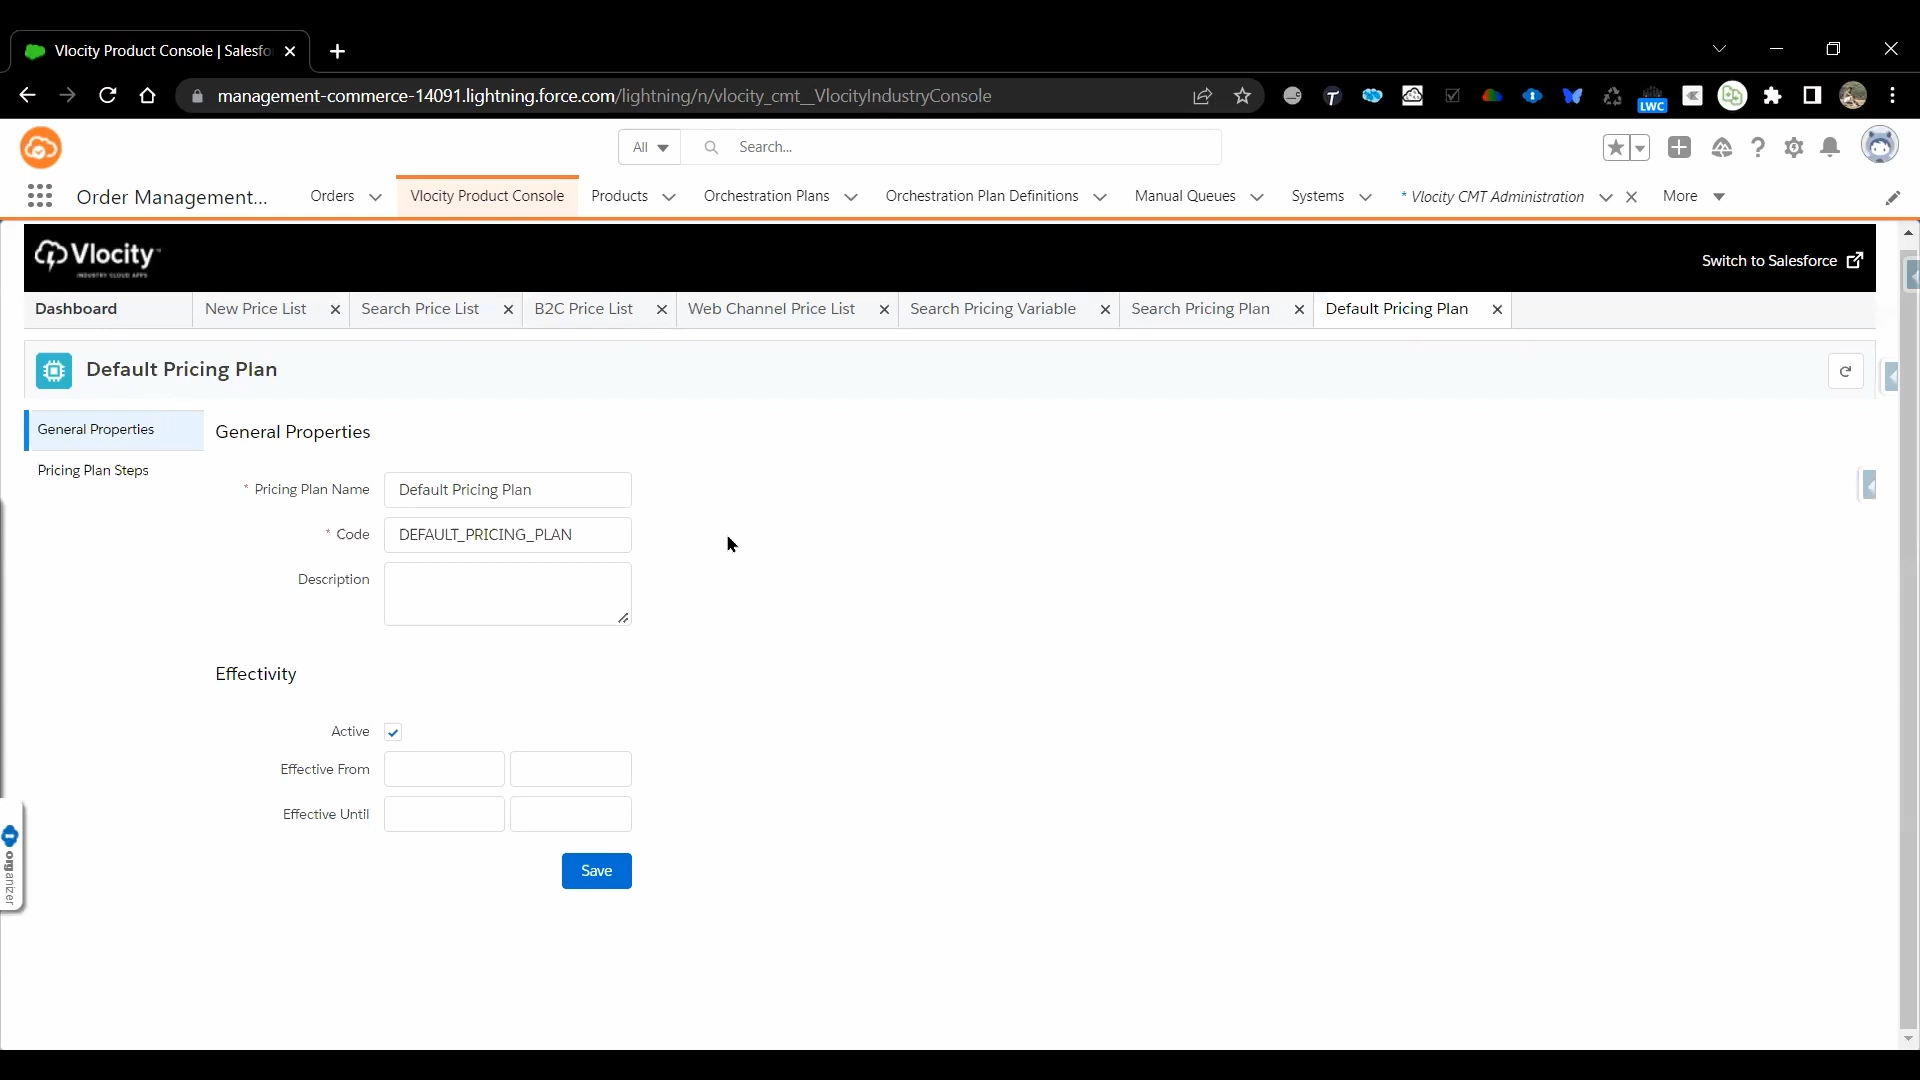 Vlocity Product Console | Salesfo
management-commerce-14091.lightning.force.com/lightning/n/vlocity_cmt__VlocityIndustryConsole
LWC
All
Search...
Order Management...
Orders
Vlocity Product Console
Products
Orchestration Plans
Orchestration Plan Definitions
Manual Queues
Systems
* Vlocity CMT Administration
More
Vlocity
INDUSTRY CLOUD APPS
Switch to Salesforce
Dashboard
New Price List
Search Price List
B2C Price List
Web Channel Price List
Search Pricing Variable
Search Pricing Plan
Default Pricing Plan
Default Pricing Plan
General Properties
Pricing Plan Steps
General Properties
* Pricing Plan Name
Default Pricing Plan
* Code
DEFAULT_PRICING_PLAN
Description
Effectivity
Active
Effective From
Effective Until
Save
organizer